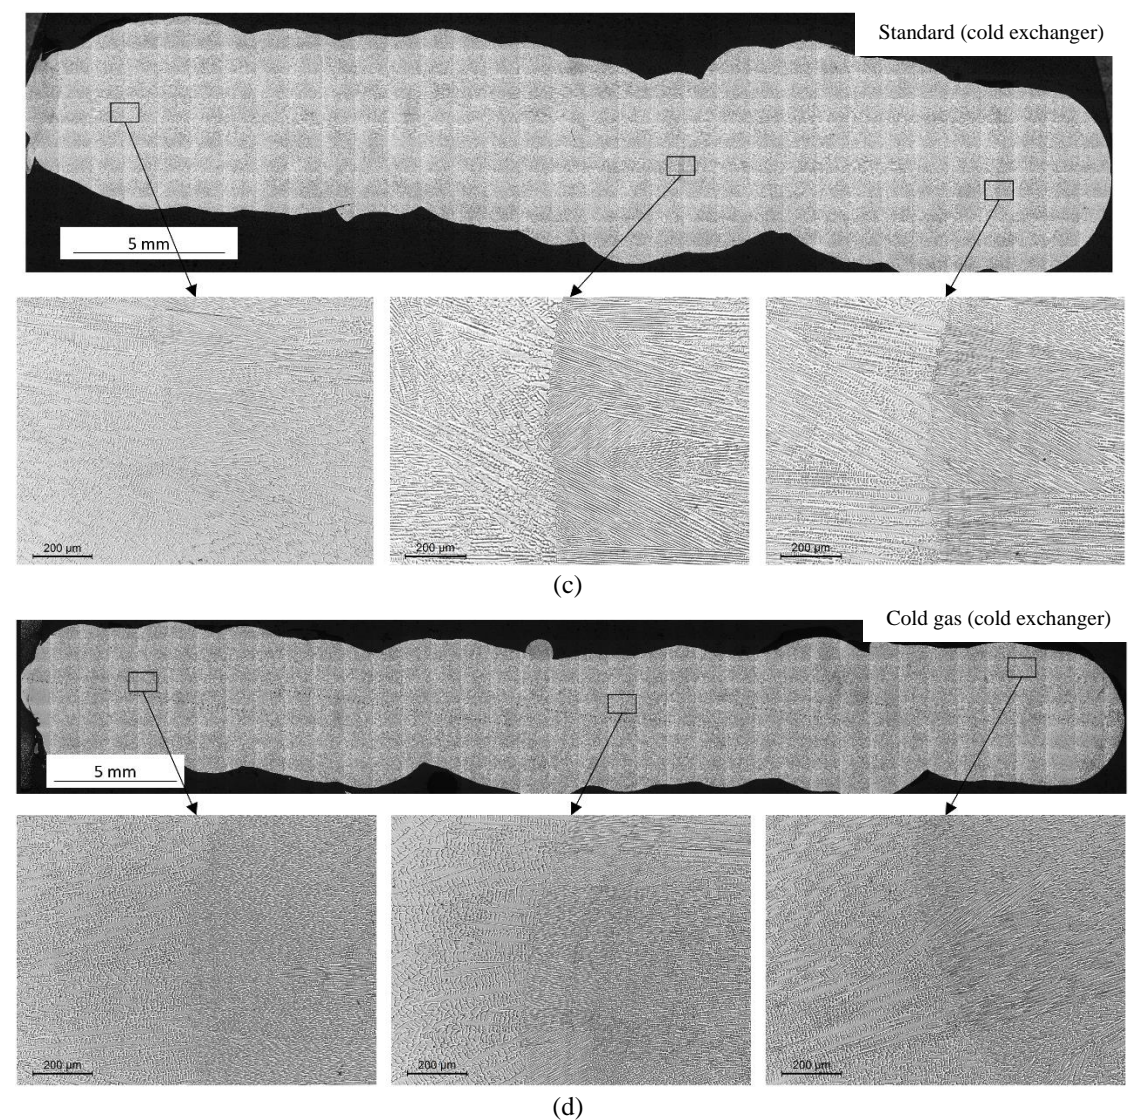 Standard (cold exchanger)
5 mm
200 µm
200 µm
200 µm
(c)
Cold gas (cold exchanger)
5 mm
200 µm
200 µm
200 µm
(d)